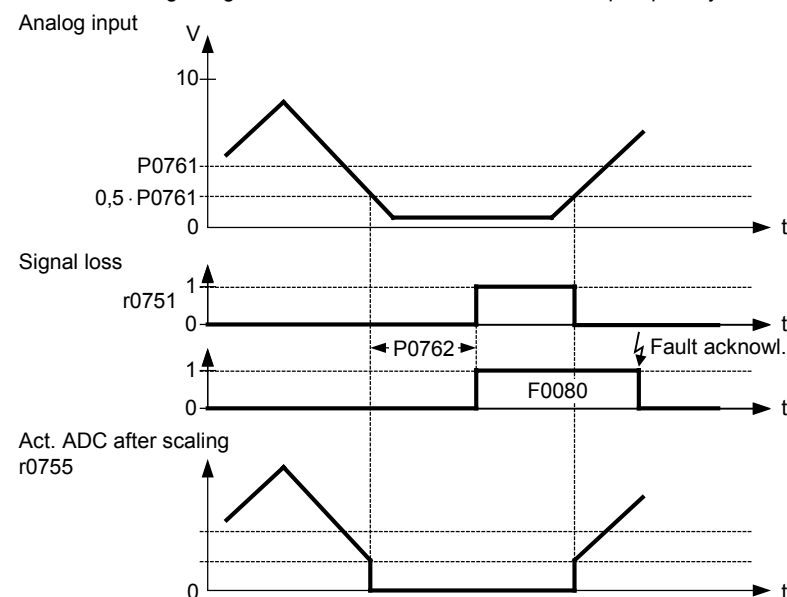 Analog input
V
10
P0761
0,5 · P0761
0
t
Signal loss
r0751
1
0
t
P0762
Fault acknowl.
1
F0080
0
t
Act. ADC after scaling
r0755
0
t